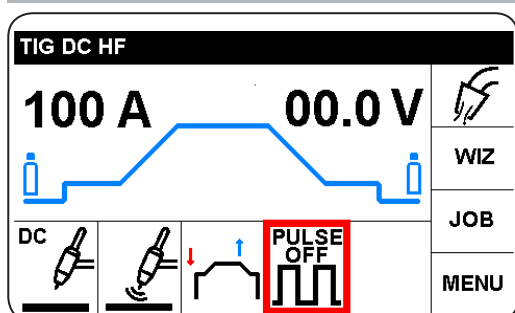 TIG DC HF
100 A 00.0 V
WIZ
JOB
DC
PULSE
OFF
MENU